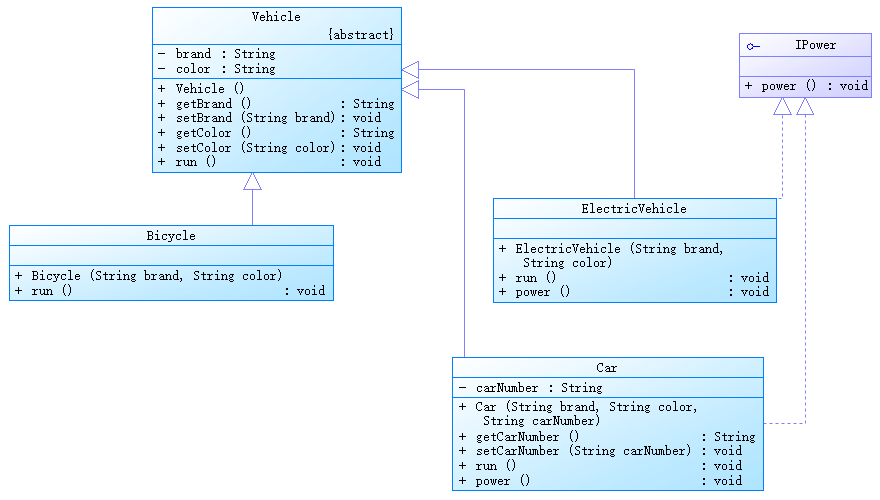 Vehicle
{abstract}
- brand : String
- color : String
+ Vehicle ()
+ getBrand () : String
+ setBrand (String brand) : void
+ getColor () : String
+ setColor (String color) : void
+ run () : void
IPower
+ power () : void
Bicycle
+ Bicycle (String brand, String color)
+ run () : void
ElectricVehicle
+ ElectricVehicle (String brand,
String color)
+ run () : void
+ power () : void
Car
- carNumber : String
+ Car (String brand, String color,
String carNumber)
+ getCarNumber () : String
+ setCarNumber (String carNumber) : void
+ run () : void
+ power () : void